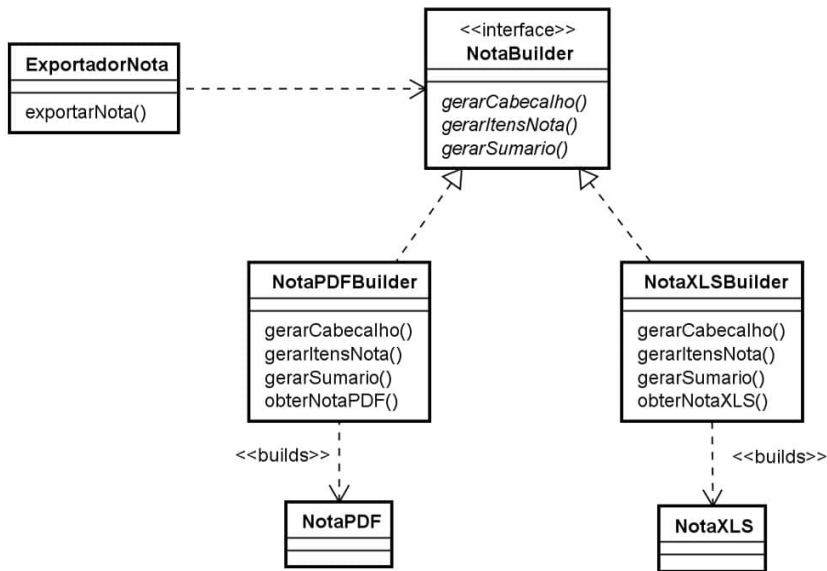 <<interface>>
NotaBuilder
gerarCabecalho()
gerarItensNota()
gerarSumario()
ExportadorNota
exportarNota()
NotaPDFBuilder
gerarCabecalho()
gerarItensNota()
gerarSumario()
obterNotaPDF()
NotaXLSBuilder
gerarCabecalho()
gerarItensNota()
gerarSumario()
obterNotaXLS()
<<builds>>
<<builds>>
NotaPDF
NotaXLS